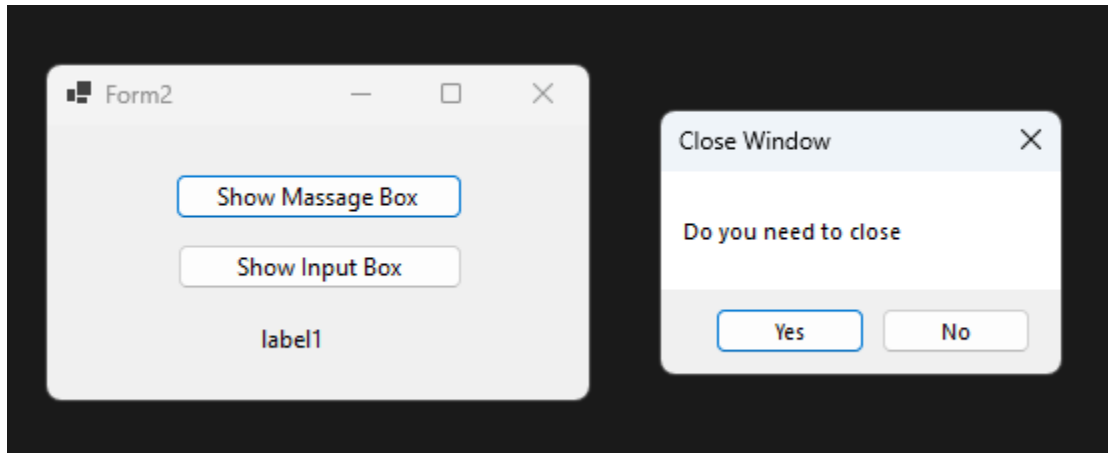 Form2
Show Massage Box
Show Input Box
label1
Close Window
Do you need to close
Yes
No